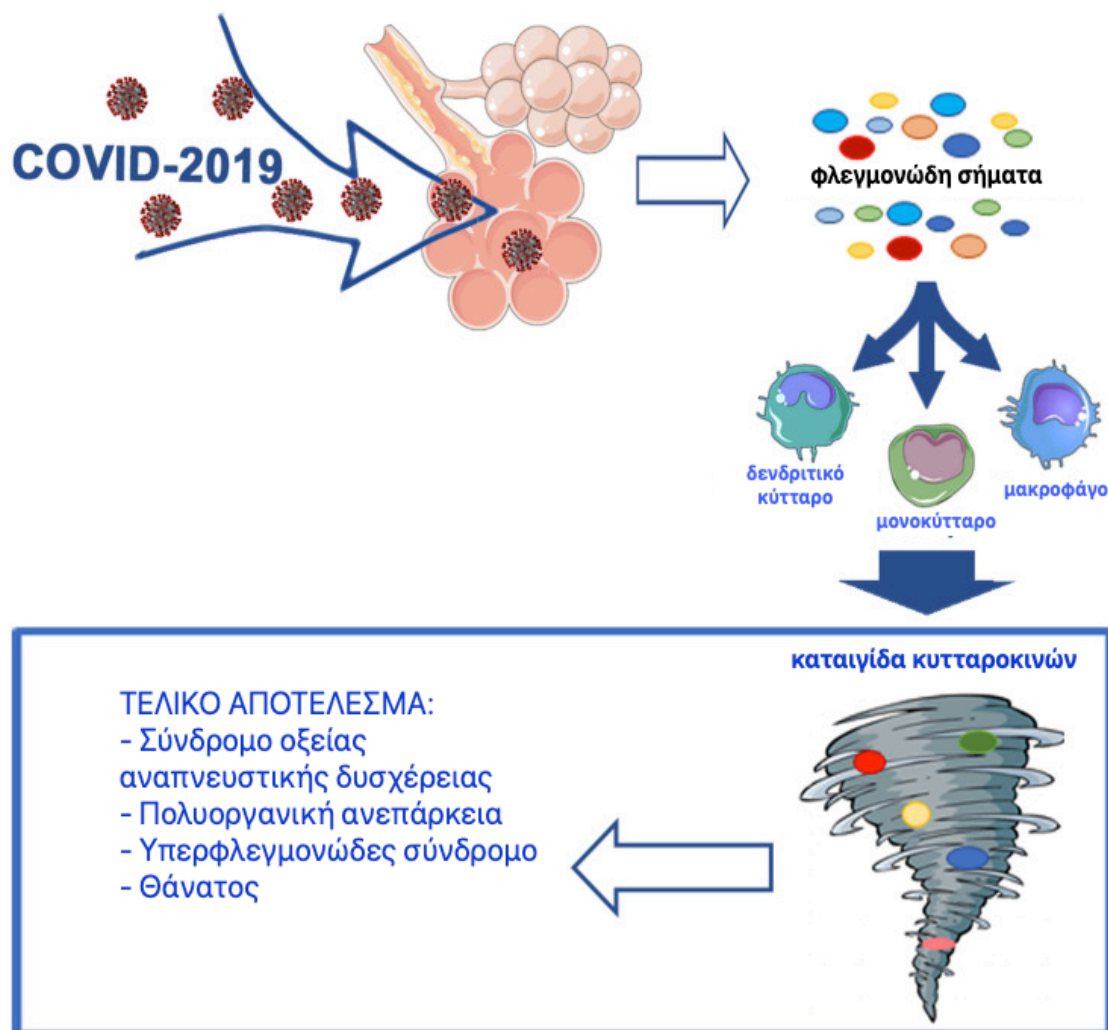 COVID-2019
φλεγμονώδη σήματα
δενδριτικό
κύτταρο
μονοκύτταρο
μακροφάγο
καταιγίδα κυτταροκινών
ΤΕΛΙΚΟ ΑΠΟΤΕΛΕΣΜΑ:
- Σύνδρομο οξείας
αναπνευστικής δυσχέρειας
- Πολυοργανική ανεπάρκεια
- Υπερφλεγμονώδες σύνδρομο
- Θάνατος